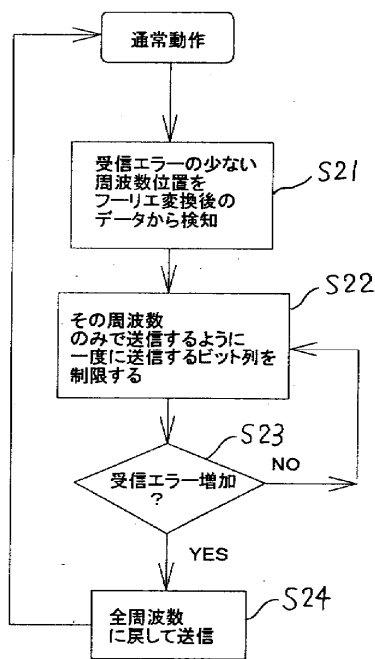 通常動作
受信エラーの少ない
周波数位置を
フーリエ変換後の
データから検知
S21
その周波数
のみで送信するように
一度に送信するビット列を
制限する
S22
受信エラー増加
?
S23
NO
YES
全周波数
に戻して送信
S24